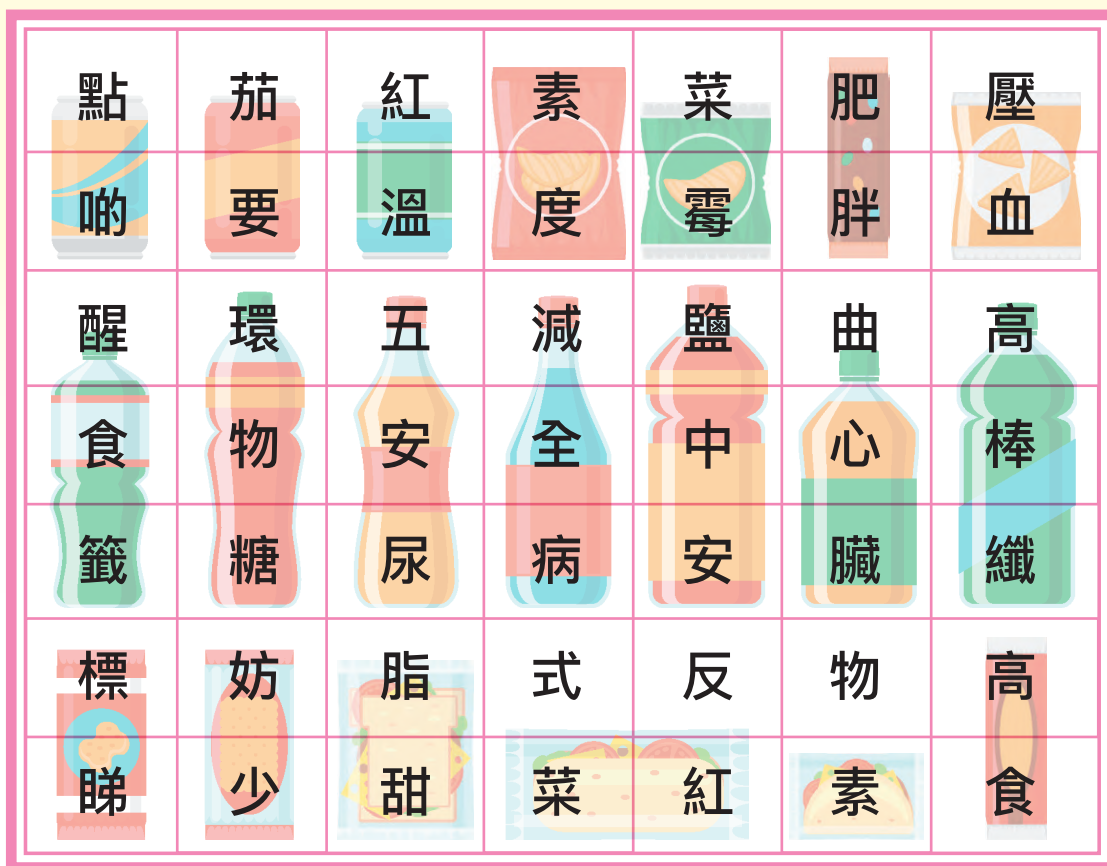 點 茄 紅 素 菜 肥 壓
啲 要 溫 度 霉 胖 血
醒 環 五 減 鹽 曲 高
食 物 安 全 中 心 棒
籤 糖 尿 病 安 臟 纖
標 妨 脂 式 反 物 高
睇 少 甜 菜 紅 素 食